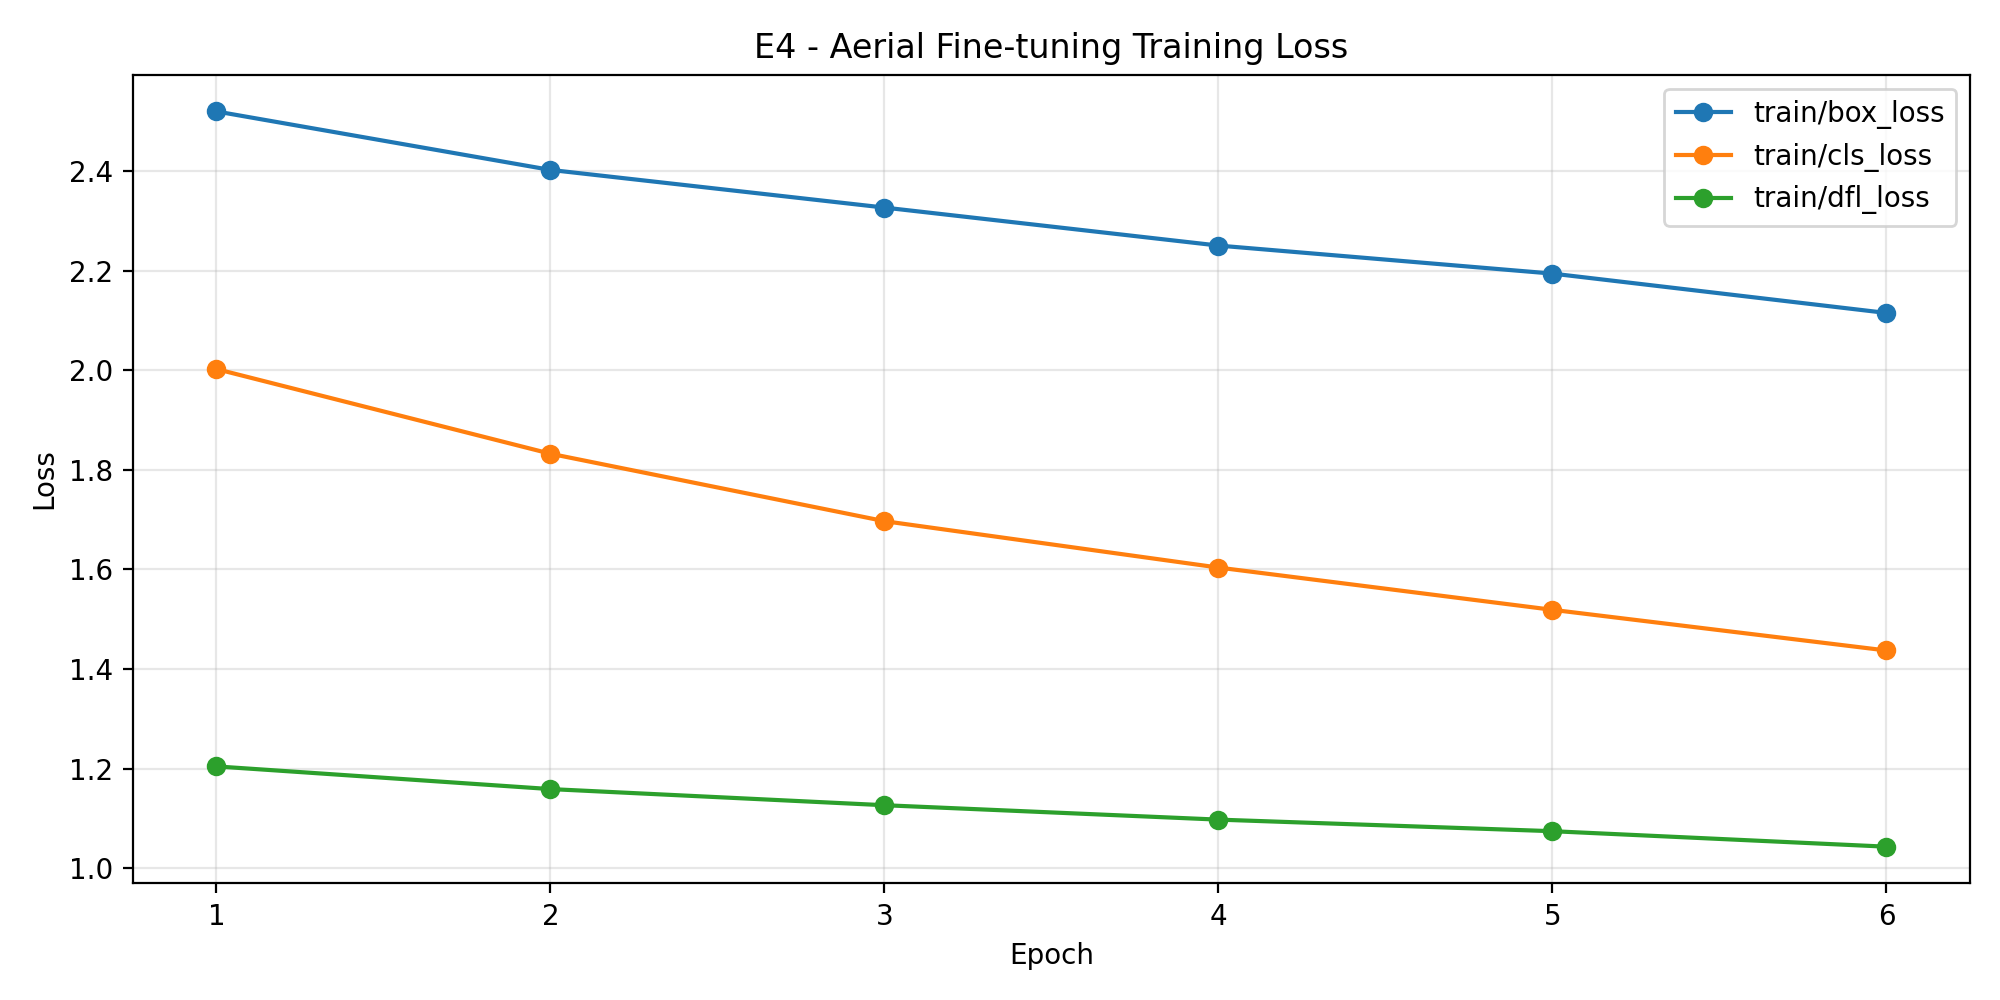 E4 - Aerial Fine-tuning Training Loss
train/box_loss
train/cls_loss
train/dfl_loss
2.4
2.2
2.0
1.8
1.6
1.4
1.2
1.0
Loss
1 2 3 4 5 6
Epoch